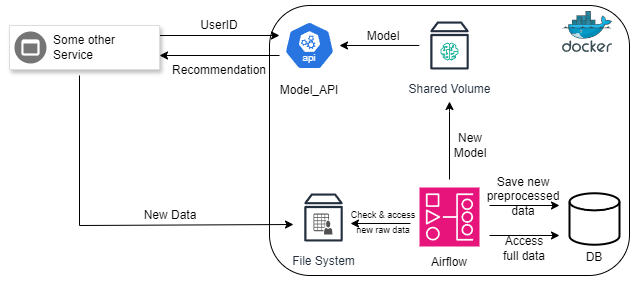 UserID
Some other
Service
Recommendation
api
Model_API
Model
Shared Volume
docker
New
Model
New Data
File System
Check & access
new raw data
Airflow
Save new
preprocessed
data
Access
full data
DB